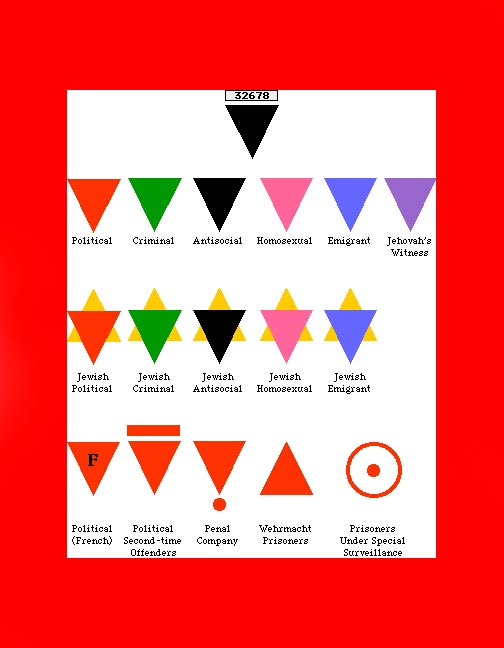 32678
Political Criminal Antisocial Homosexual Emigrant Jehovah's
Witness
Jewish Jewish Jewish Jewish Jewish
Political Criminal Antisocial Homosexual Emigrant
F
Political Political Penal Wehrmacht Prisoners
(French) Second-time Company Prisoners Under Special
Offenders Surveillance